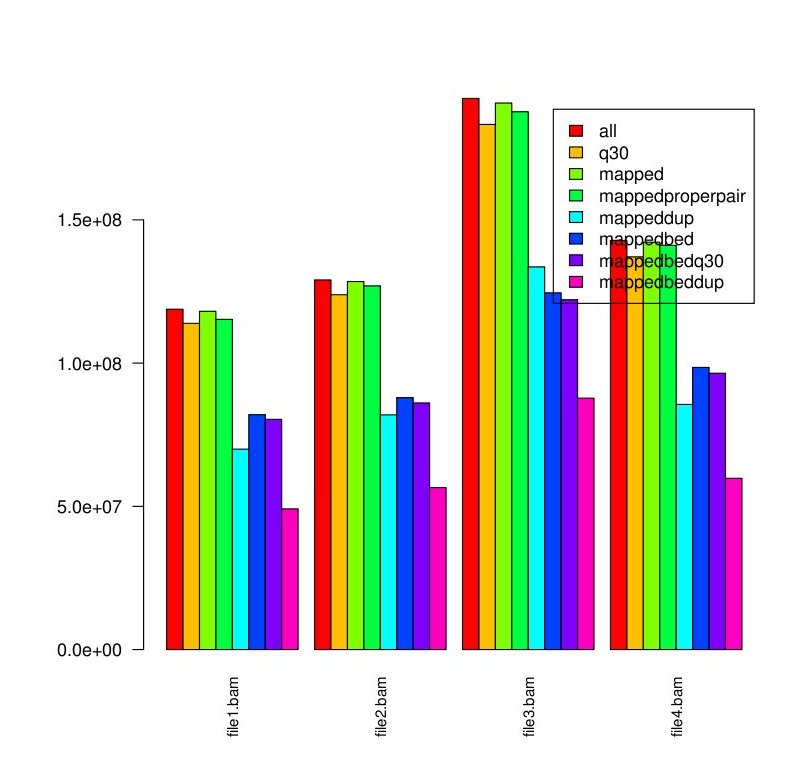 all
q30
mapped
mappedproperpair
mappeddup
mappedbed
mappedbedq30
mappedbeddup
1.5e+08
1.0e+08
5.0e+07
0.0e+00
file1.bam
file2.bam
file3.bam
file4.bam